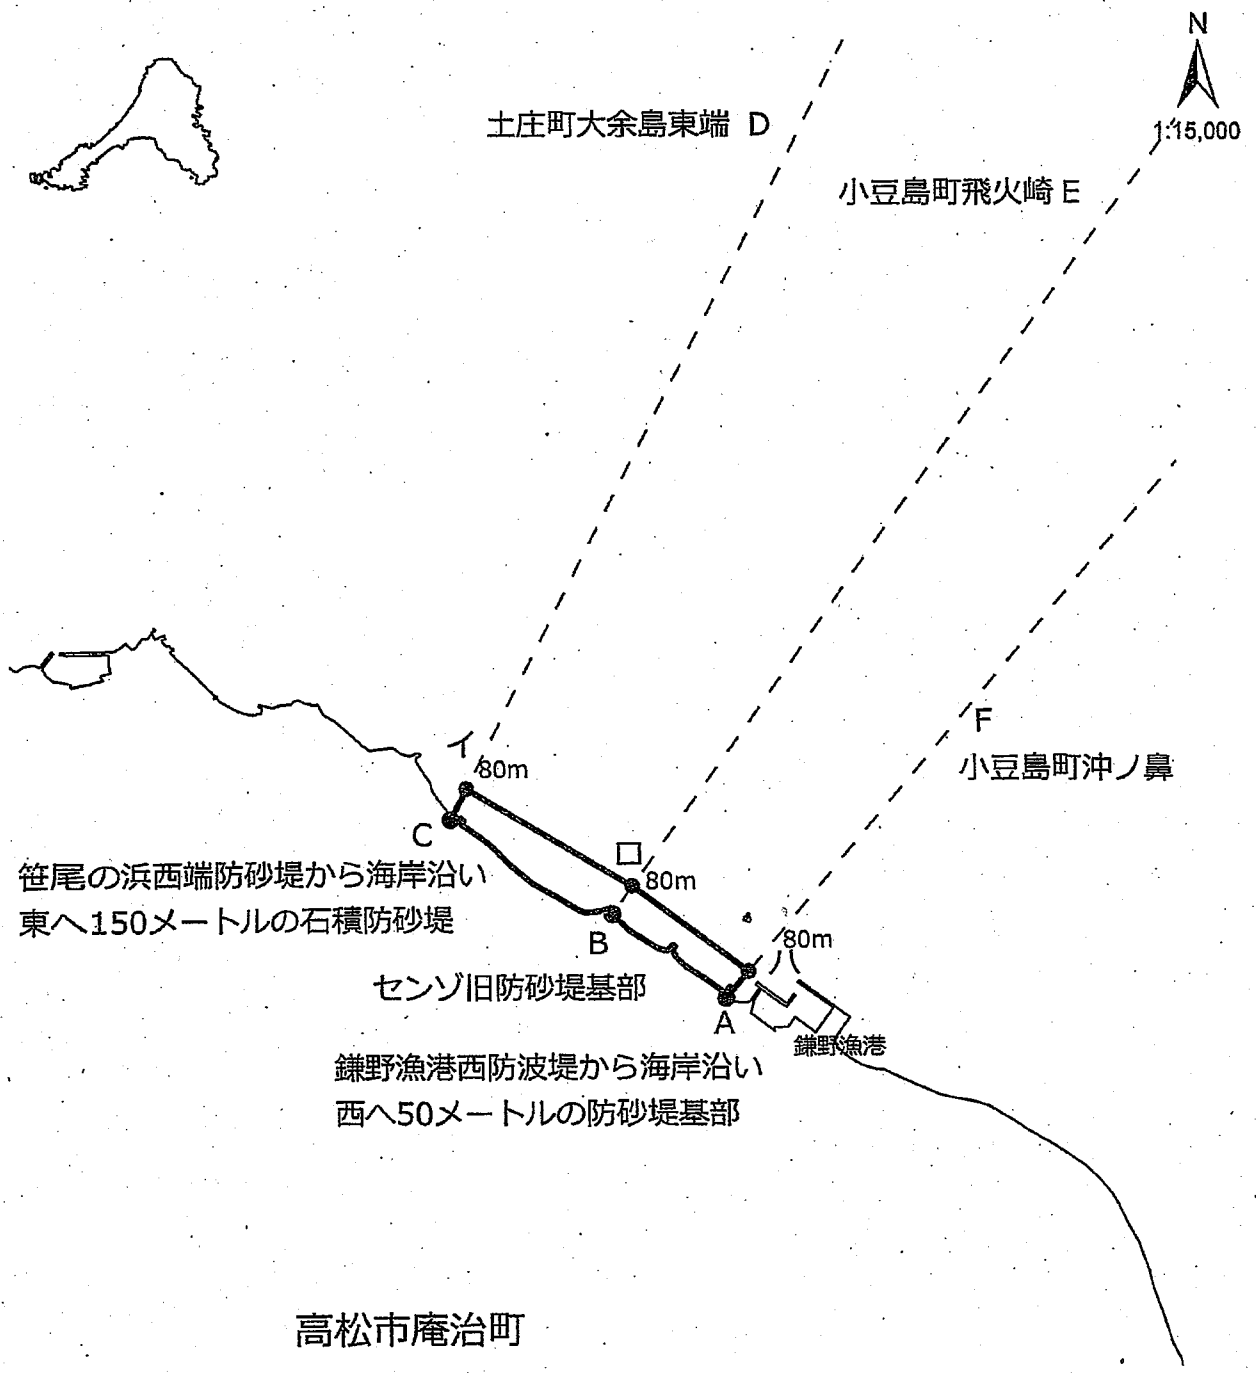 N
1:15,000
土庄町大余島東端 D
小豆島町飛火崎 E
F
小豆島町沖ノ鼻
イ
80m
C
笹尾の浜西端防砂堤から海岸沿い
東へ150メートルの石積防砂堤
ロ
80m
B
センゾ旧防砂堤基部
80m
ハ
A
鎌野漁港
鎌野漁港西防波堤から海岸沿い
西へ50メートルの防砂堤基部
高松市庵治町